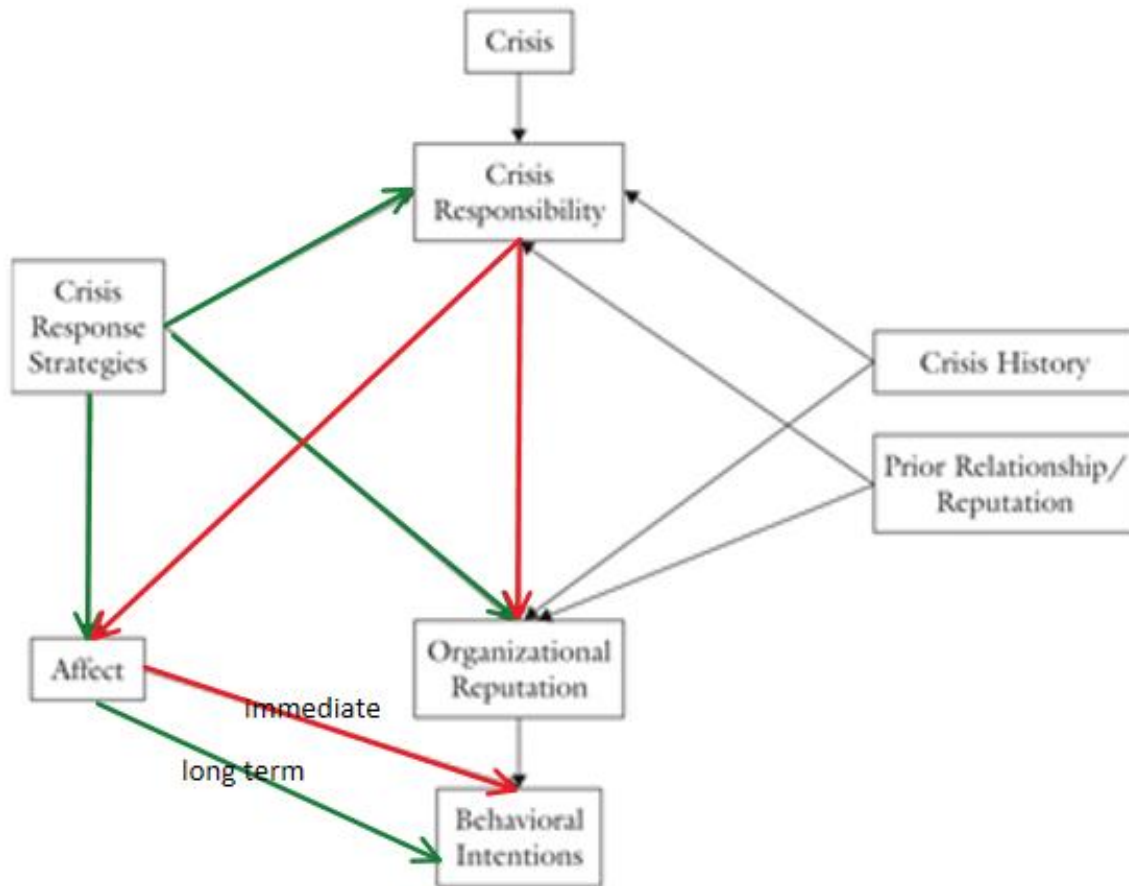 Crisis
Crisis
Responsibility
Crisis
Response
Strategies
Crisis History
Prior Relationship/
Reputation
Affect
Organizational
Reputation
immediate
long term
Behavioral
Intentions